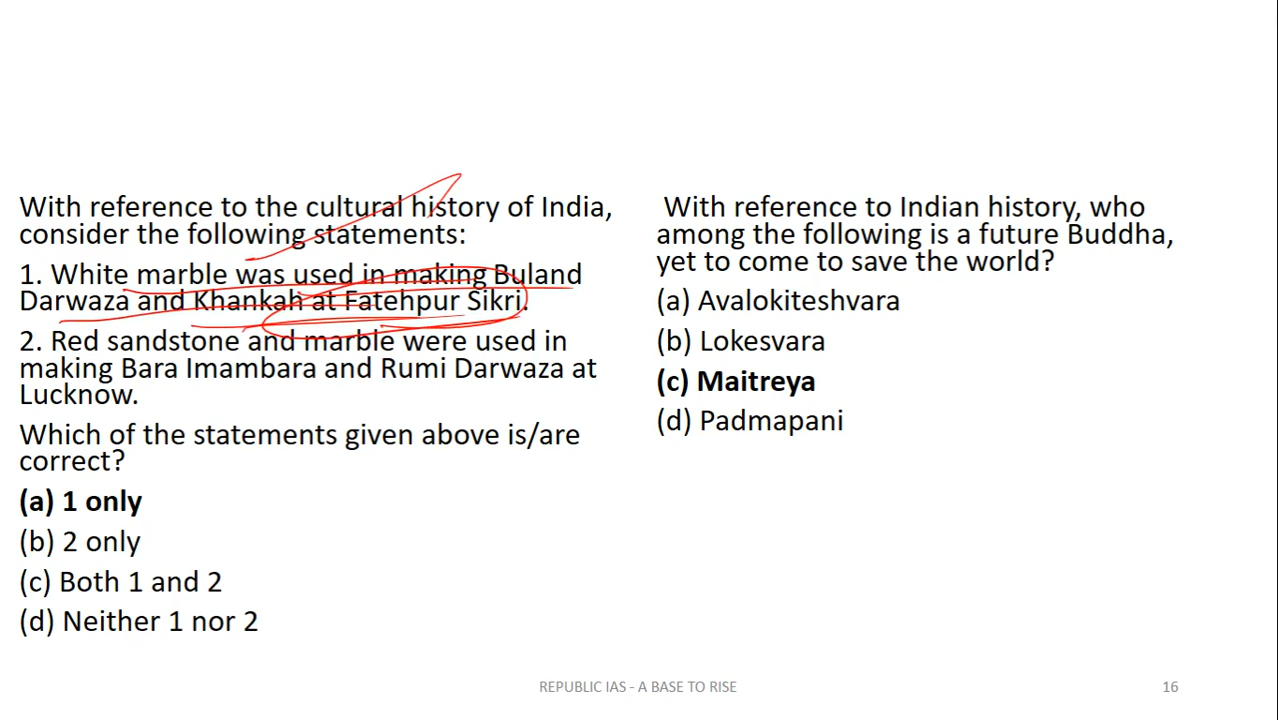 With reference to the cultural history of India,
consider the following statements:
1. White marble was used in making Buland
Darwaza and Khankah at Fatehpur Sikri.
2. Red sandstone and marble were used in
making Bara Imambara and Rumi Darwaza at
Lucknow.
Which of the statements given above is/are
correct?
(a) 1 only
(b) 2 only
(c) Both 1 and 2
(d) Neither 1 nor 2
With reference to Indian history, who
among the following is a future Buddha,
yet to come to save the world?
(a) Avalokiteshvara
(b) Lokesvara
(c) Maitreya
(d) Padmapani
REPUBLIC IAS - A BASE TO RISE
16